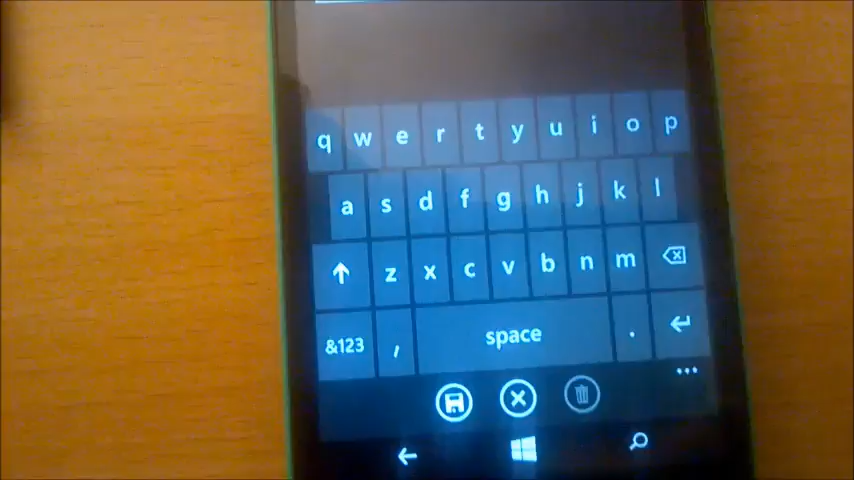 q w e r t y u i o p
a s d f g h j k l
z x c v b n m
&123 , space .